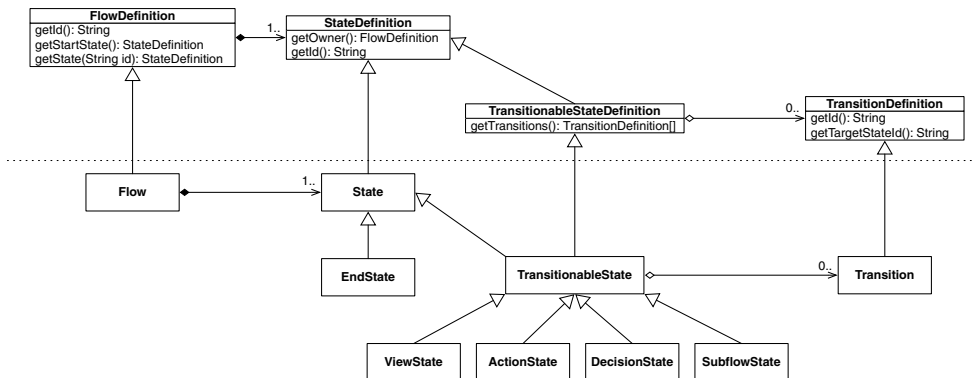 FlowDefinition
getId(): String
getStartState(): StateDefinition
getState(String id): StateDefinition
1..
StateDefinition
getOwner(): FlowDefinition
getId(): String
TransitionableStateDefinition
getTransitions(): TransitionDefinition[]
0..
TransitionDefinition
getId(): String
getTargetStateId(): String
Flow
1..
State
EndState
TransitionableState
0..
Transition
ViewState
ActionState
DecisionState
SubflowState